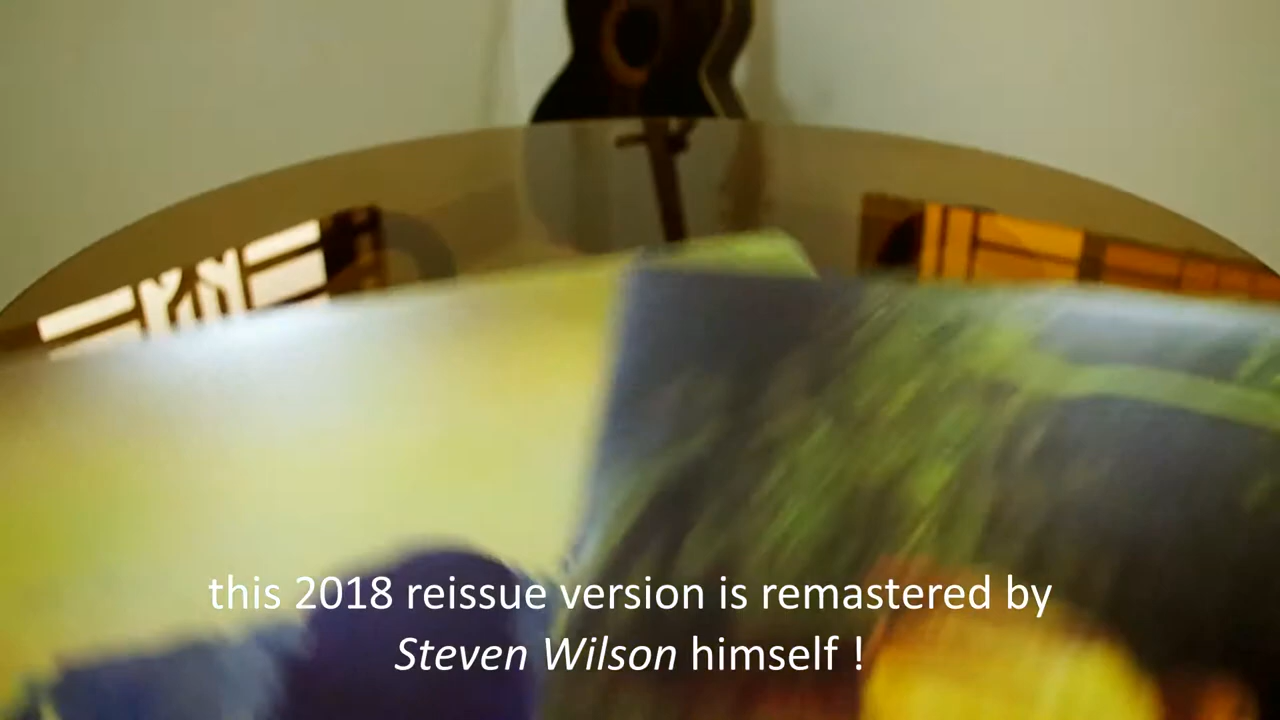 this 2018 reissue version is remastered by
Steven Wilson himself !